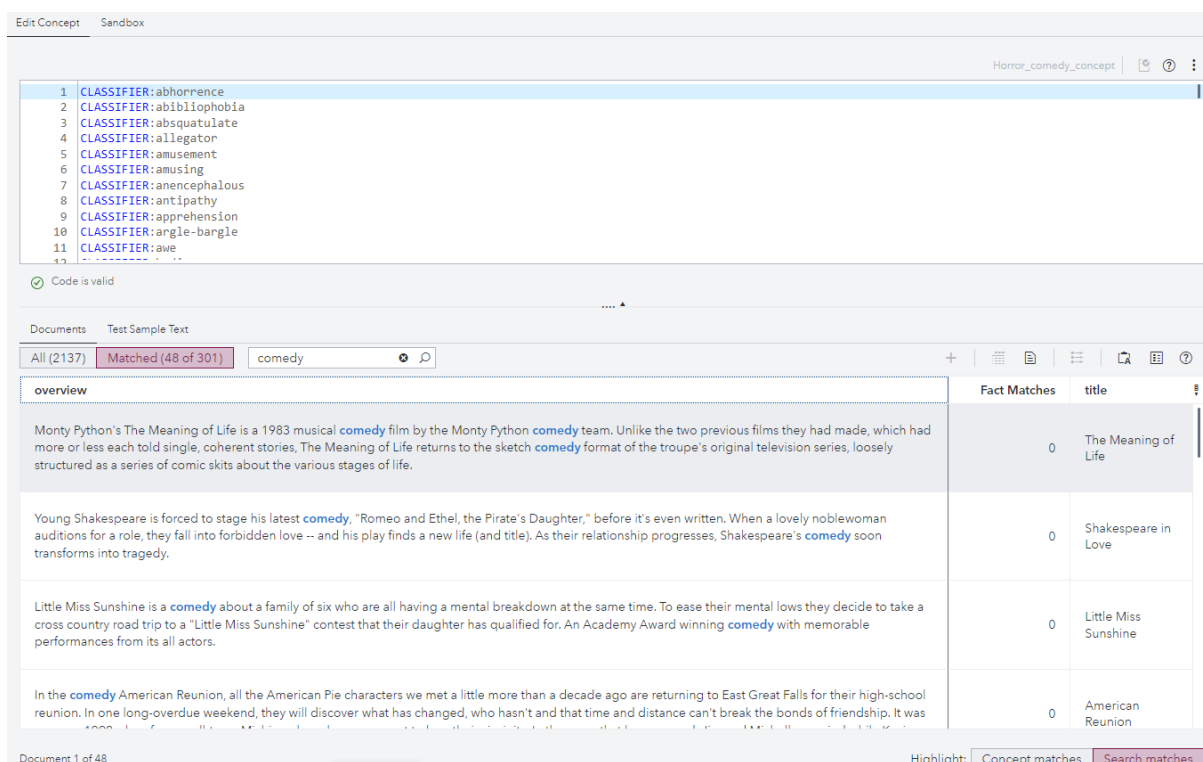 Edit Concept Sandbox
Horror_comedy_concept
1 CLASSIFIER:abhorrence
2 CLASSIFIER:abibliophobia
3 CLASSIFIER:absquatulate
4 CLASSIFIER:allegator
5 CLASSIFIER:amusement
6 CLASSIFIER:amusing
7 CLASSIFIER:anencephalous
8 CLASSIFIER:antipathy
9 CLASSIFIER:apprehension
10 CLASSIFIER:argle-bargle
11 CLASSIFIER:awe
12
Code is valid
Documents Test Sample Text
All (2137) Matched (48 of 301) comedy
overview Fact Matches title
Monty Python's The Meaning of Life is a 1983 musical comedy film by the Monty Python comedy team. Unlike the two previous films they had made, which had
more or less each told single, coherent stories, The Meaning of Life returns to the sketch comedy format of the troupe's original television series, loosely
structured as a series of comic skits about the various stages of life.
0
The Meaning of
Life
Young Shakespeare is forced to stage his latest comedy, "Romeo and Ethel, the Pirate's Daughter," before it's even written. When a lovely noblewoman
auditions for a role, they fall into forbidden love -- and his play finds a new life (and title). As their relationship progresses, Shakespeare's comedy soon
transforms into tragedy.
0
Shakespeare in
Love
Little Miss Sunshine is a comedy about a family of six who are all having a mental breakdown at the same time. To ease their mental lows they decide to take a
cross country road trip to a "Little Miss Sunshine" contest that their daughter has qualified for. An Academy Award winning comedy with memorable
performances from its all actors.
0
Little Miss
Sunshine
In the comedy American Reunion, all the American Pie characters we met a little more than a decade ago are returning to East Great Falls for their high-school
reunion. In one long-overdue weekend, they will discover what has changed, who hasn't and that time and distance can't break the bonds of friendship. It was
0
American
Reunion
Document 1 of 48 Highlight: Concept matches Search matches